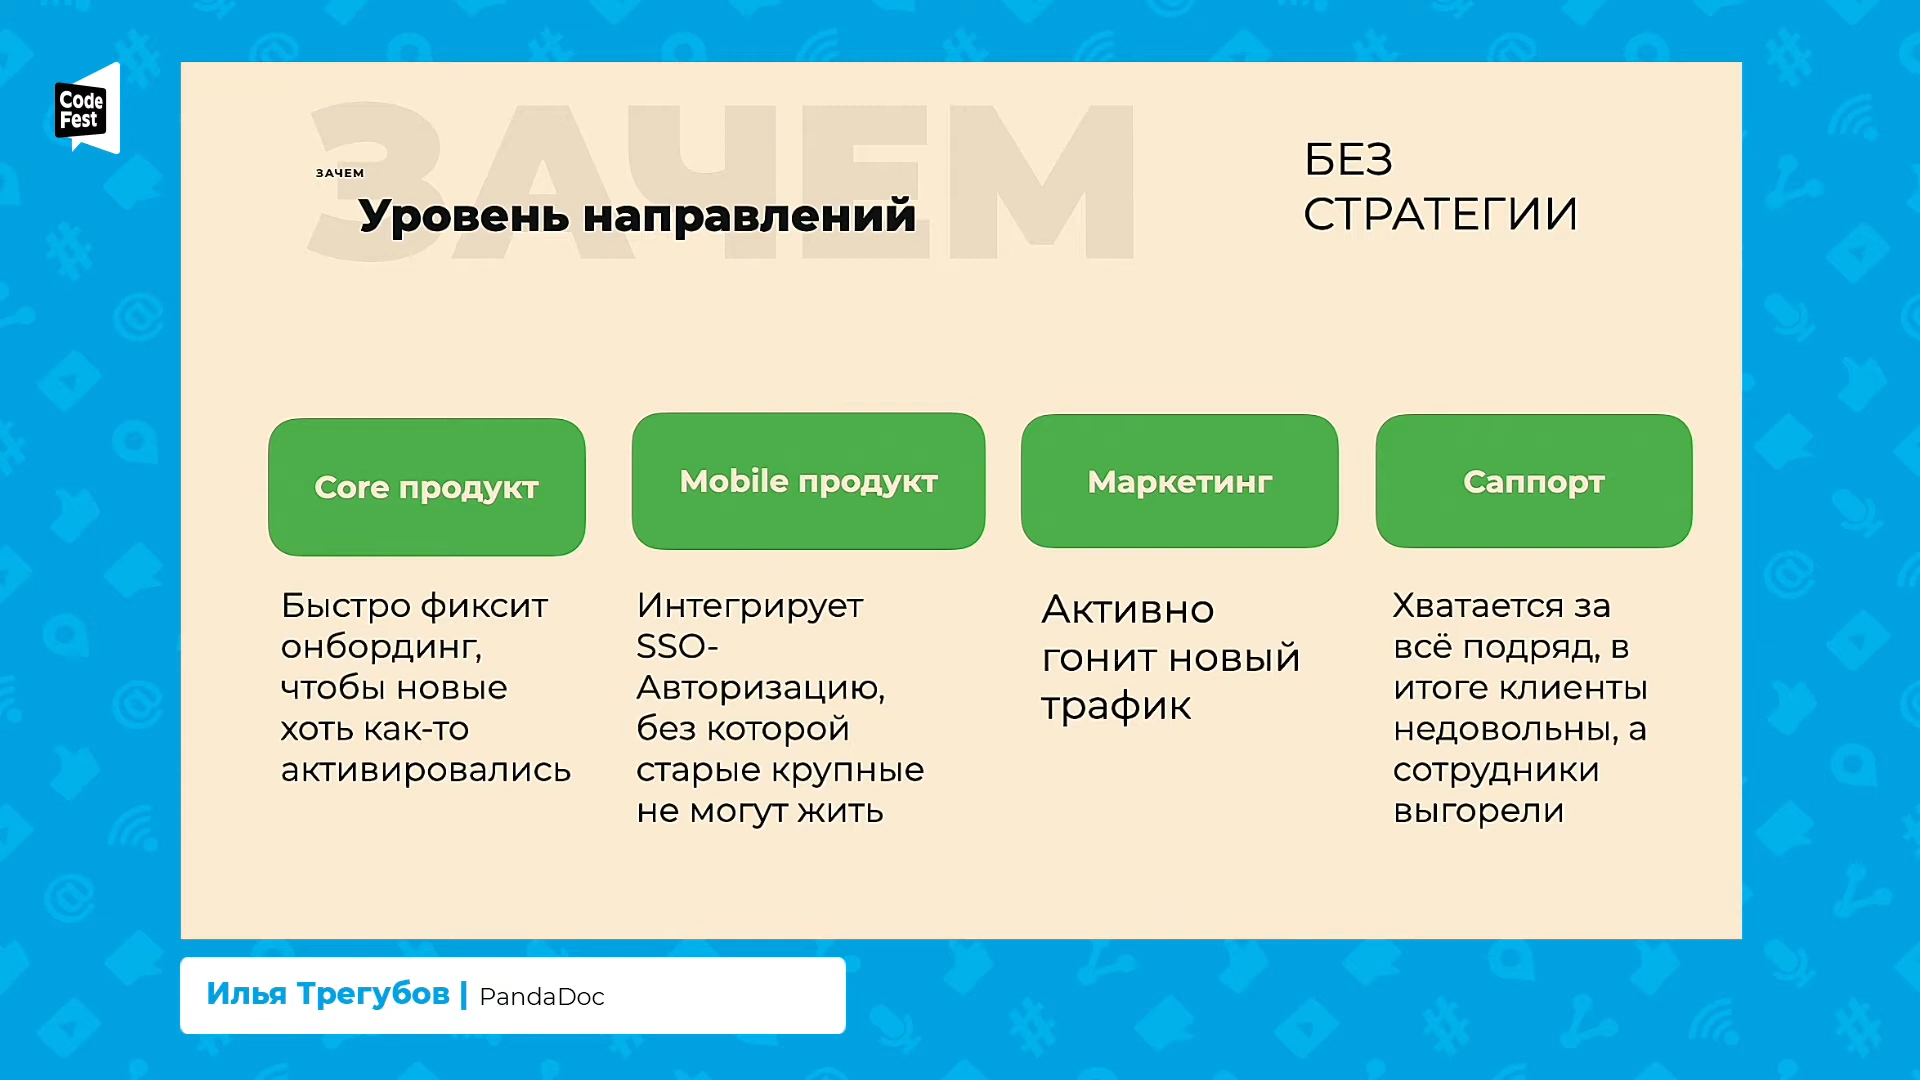 Code
Fest
ЗАЧЕМ
ЗАЧЕМ
Уровень направлений
БЕЗ
СТРАТЕГИИ
Core продукт
Mobile продукт
Маркетинг
Саппорт
Быстро фиксит
онбординг,
чтобы новые
хоть как-то
активировались
Интегрирует
SSO-
Авторизацию,
без которой
старые крупные
не могут жить
Активно
гонит новый
трафик
Хватается за
всё подряд, в
итоге клиенты
недовольны, а
сотрудники
выгорели
Илья Трегубов | PandaDoc